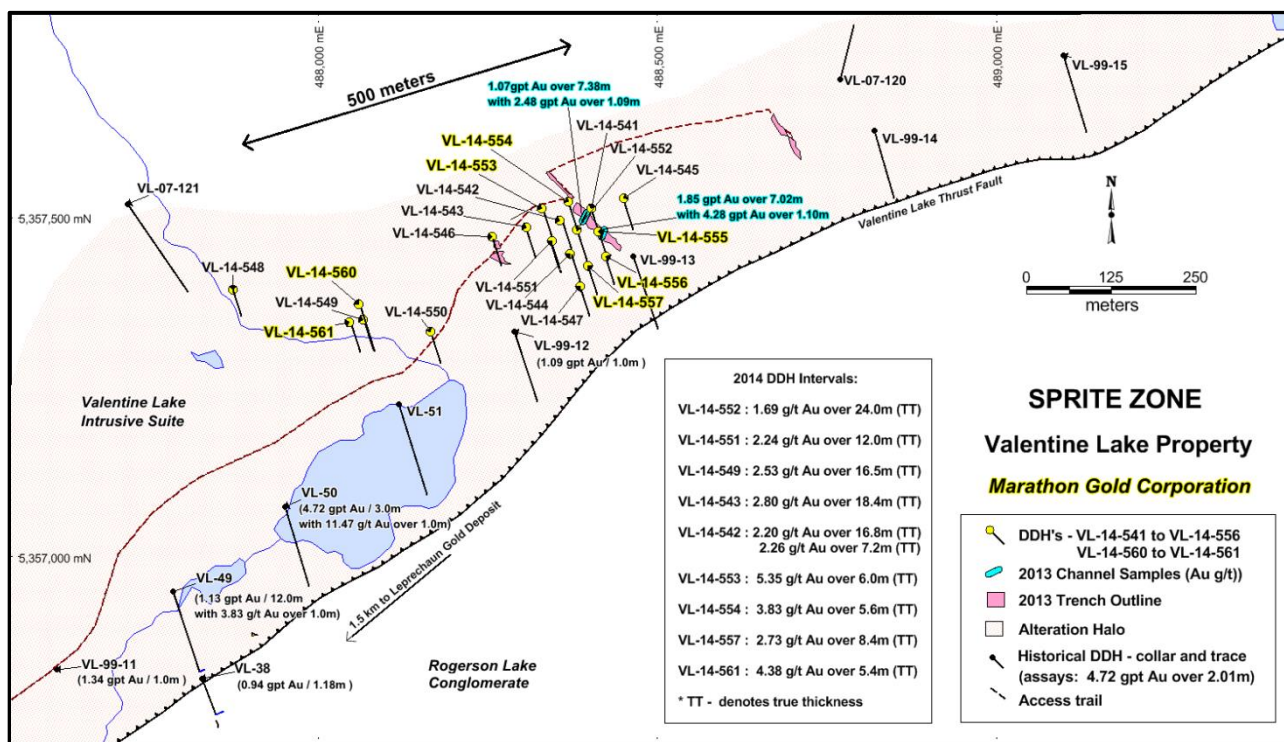 488,000 mE
488,500 mE
489,000 mE
500 meters
1.07gpt Au over 7.38m
with 2.48 gpt Au over 1.09m
VL-07-120
VL-99-15
VL-14-541
VL-14-554
VL-14-552
VL-99-14
VL-14-553
VL-14-545
VL-14-542
1.85 gpt Au over 7.02m
with 4.28 gpt Au over 1.10m
VL-07-121
Valentine Lake Thrust Fault
N
5,357,500 mN
VL-14-543
VL-14-546
VL-14-555
VL-99-13
VL-14-548
VL-14-560
VL-14-551
VL-14-556
VL-14-549
VL-14-544
VL-14-557
VL-14-561
VL-14-550
VL-14-547
0 125 250
meters
VL-99-12
(1.09 gpt Au / 1.0m )
Valentine Lake
Intrusive Suite
VL-51
VL-50
(4.72 gpt Au / 3.0m
with 11.47 g/t Au over 1.0m)
5,357,000 mN
VL-49
(1.13 gpt Au / 12.0m
with 3.83 g/t Au over 1.0m)
1.5 km to Leprechaun Gold Deposit
VL-99-11
(1.34 gpt Au / 1.0m )
VL-38
(0.94 gpt Au / 1.18m )
Rogerson Lake
Conglomerate
2014 DDH Intervals:
VL-14-552 : 1.69 g/t Au over 24.0m (TT)
VL-14-551 : 2.24 g/t Au over 12.0m (TT)
VL-14-549 : 2.53 g/t Au over 16.5m (TT)
VL-14-543 : 2.80 g/t Au over 18.4m (TT)
VL-14-542 : 2.20 g/t Au over 16.8m (TT)
2.26 g/t Au over 7.2m (TT)
VL-14-553 : 5.35 g/t Au over 6.0m (TT)
VL-14-554 : 3.83 g/t Au over 5.6m (TT)
VL-14-557 : 2.73 g/t Au over 8.4m (TT)
VL-14-561 : 4.38 g/t Au over 5.4m (TT)
* TT - denotes true thickness
SPRITE ZONE
Valentine Lake Property
Marathon Gold Corporation
DDH's - VL-14-541 to VL-14-556
VL-14-560 to VL-14-561
2013 Channel Samples (Au g/t))
2013 Trench Outline
Alteration Halo
Historical DDH - collar and trace
(assays: 4.72 gpt Au over 2.01m)
Access trail